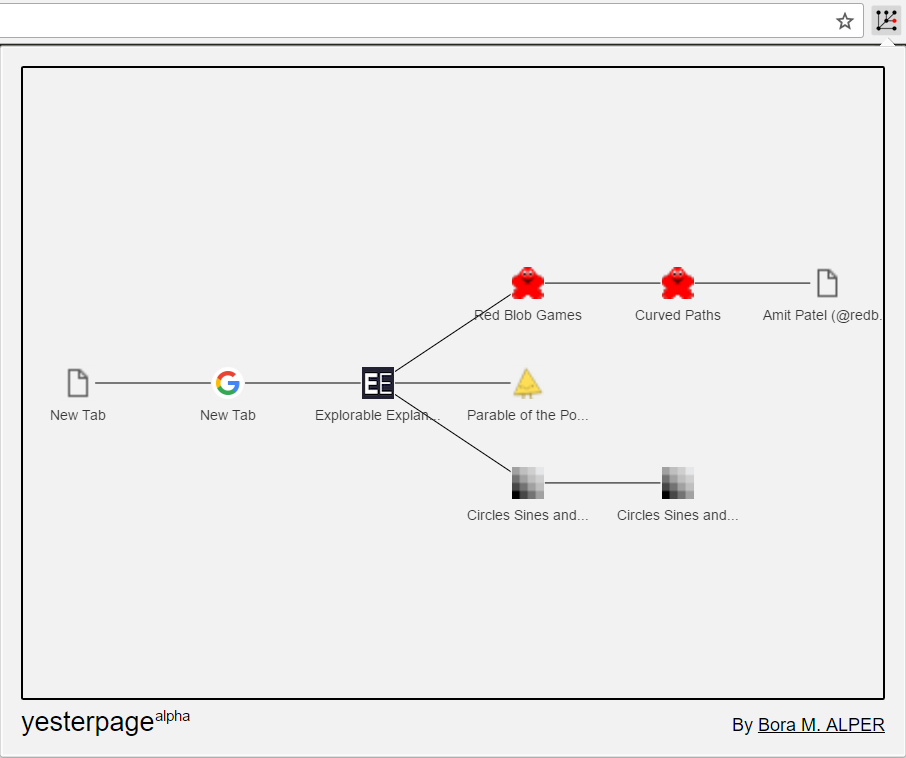 Red Blob Games
Curved Paths
Amit Patel (@redb.
New Tab
New Tab
EE
Explorable Explan...
Parable of the Po...
Circles Sines and...
Circles Sines and...
yesterpage alpha
By Bora M. ALPER